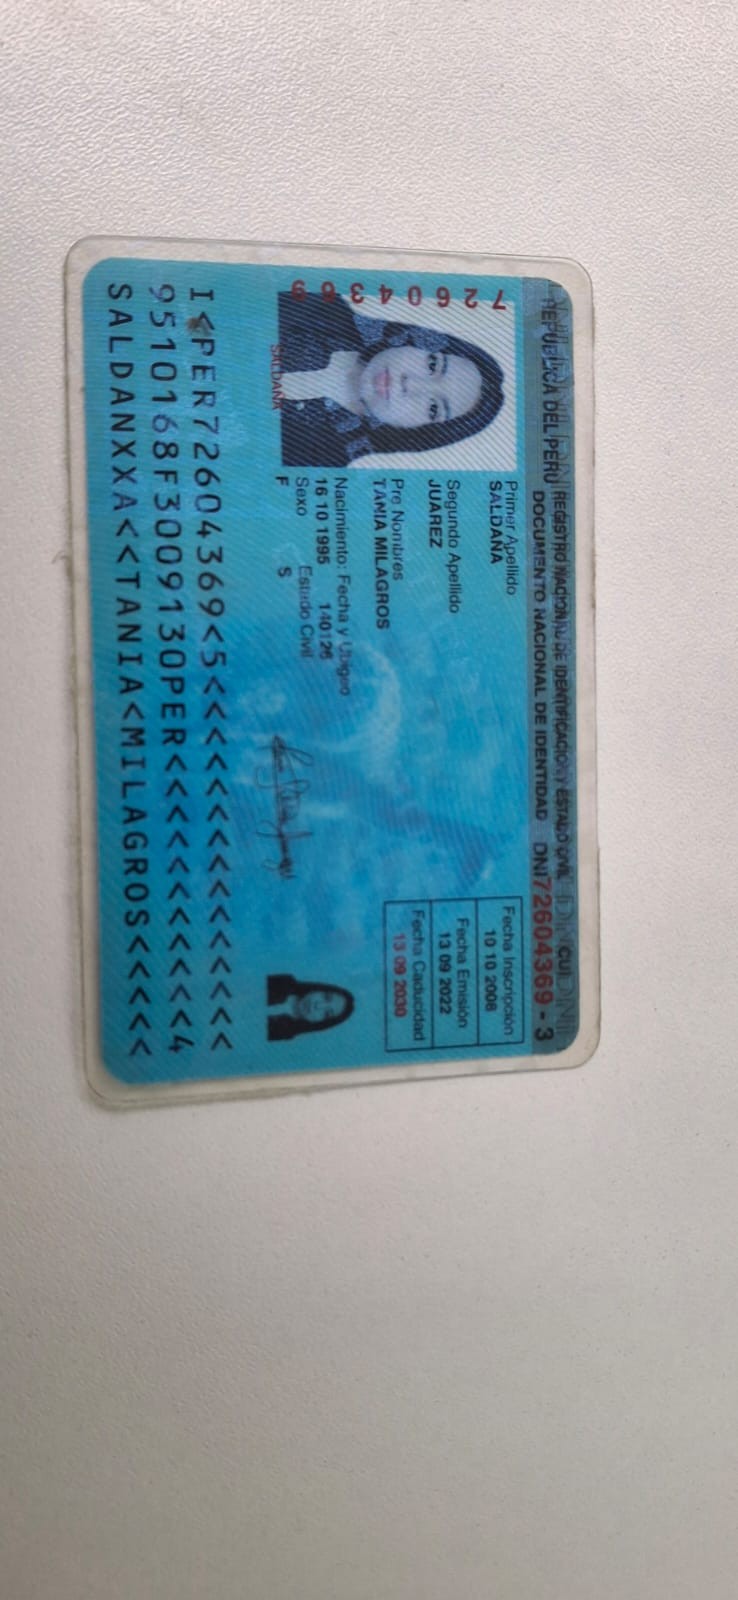 REPUBLICA DEL PERU REGISTRO NACIONAL DE IDENTIFICACION Y ESTADO CIVIL
DOCUMENTO NACIONAL DE IDENTIDAD DNI 72604369 - 3
CUI
Primer Apellido
SALDAÑA
Segundo Apellido
JUAREZ
Pre Nombres
TANIA MILAGROS
Nacimiento: Fecha y Ubigeo
16 10 1995 140126
Sexo Estado Civil
F S
Fecha Inscripción
10 10 2008
Fecha Emisión
13 09 2022
Fecha Caducidad
13 09 2030
72604369
SALDAÑA
I<PER72604369<5<<<<<<<<<<<<<<<
9510168F3009130PER<<<<<<<<<<<4
SALDANXXA<<TANIA<MILAGROS<<<<<